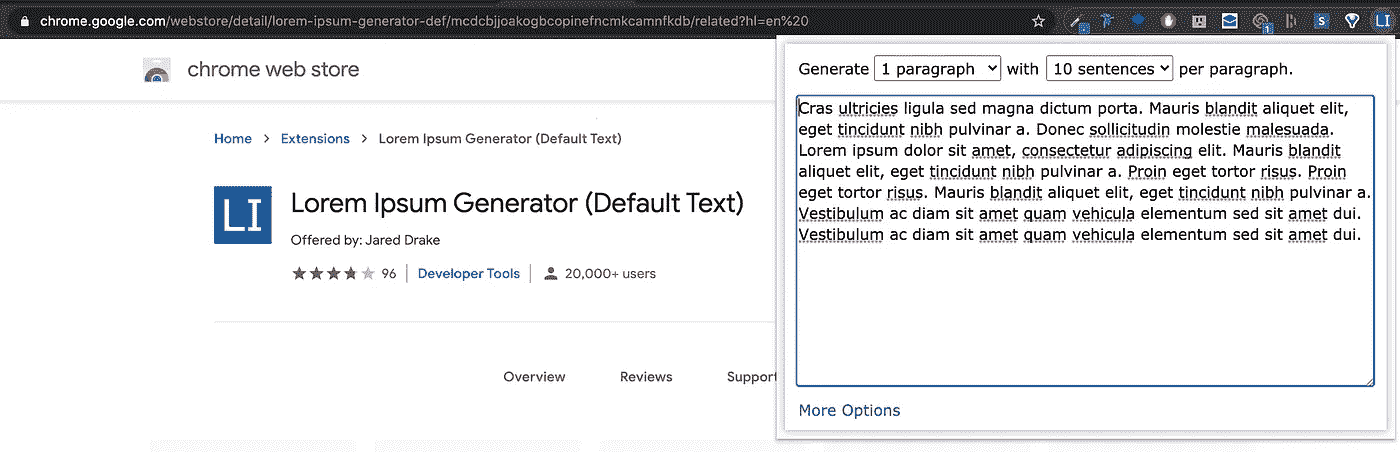 chrome.google.com/webstore/detail/lorem-ipsum-generator-def/mcdcbjjoakogbcopinefncmkcamnfkdb/related?hl=en%20
chrome web store
Home > Extensions > Lorem Ipsum Generator (Default Text)
LI
Lorem Ipsum Generator (Default Text)
Offered by: Jared Drake
96 Developer Tools 20,000+ users
Overview Reviews Support
LI
Generate 1 paragraph with 10 sentences per paragraph.
Cras ultricies ligula sed magna dictum porta. Mauris blandit aliquet elit,
eget tincidunt nibh pulvinar a. Donec sollicitudin molestie malesuada.
Lorem ipsum dolor sit amet, consectetur adipiscing elit. Mauris blandit
aliquet elit, eget tincidunt nibh pulvinar a. Proin eget tortor risus. Proin
eget tortor risus. Mauris blandit aliquet elit, eget tincidunt nibh pulvinar a.
Vestibulum ac diam sit amet quam vehicula elementum sed sit amet dui.
Vestibulum ac diam sit amet quam vehicula elementum sed sit amet dui.
More Options